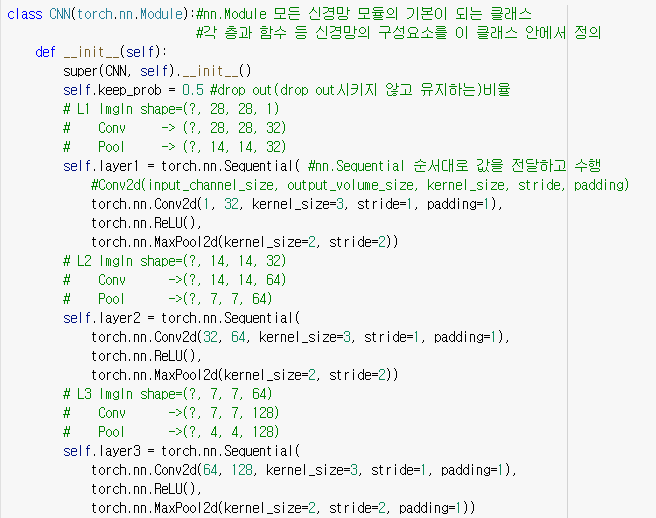 class CNN(torch.nn.Module):#nn.Module 모든 신경망 모듈의 기본이 되는 클래스
#각 층과 함수 등 신경망의 구성요소를 이 클래스 안에서 정의
def __init__(self):
super(CNN, self).__init__()
self.keep_prob = 0.5 #drop out(drop out시키지 않고 유지하는)비율
# L1 ImgIn shape=(?, 28, 28, 1)
#    Conv     -> (?, 28, 28, 32)
#    Pool     -> (?, 14, 14, 32)
self.layer1 = torch.nn.Sequential( #nn.Sequential 순서대로 값을 전달하고 수행
#Conv2d(input_channel_size, output_volume_size, kernel_size, stride, padding)
torch.nn.Conv2d(1, 32, kernel_size=3, stride=1, padding=1),
torch.nn.ReLU(),
torch.nn.MaxPool2d(kernel_size=2, stride=2))
# L2 ImgIn shape=(?, 14, 14, 32)
#    Conv      ->(?, 14, 14, 64)
#    Pool      ->(?, 7, 7, 64)
self.layer2 = torch.nn.Sequential(
torch.nn.Conv2d(32, 64, kernel_size=3, stride=1, padding=1),
torch.nn.ReLU(),
torch.nn.MaxPool2d(kernel_size=2, stride=2))
# L3 ImgIn shape=(?, 7, 7, 64)
#    Conv      ->(?, 7, 7, 128)
#    Pool      ->(?, 4, 4, 128)
self.layer3 = torch.nn.Sequential(
torch.nn.Conv2d(64, 128, kernel_size=3, stride=1, padding=1),
torch.nn.ReLU(),
torch.nn.MaxPool2d(kernel_size=2, stride=2, padding=1))